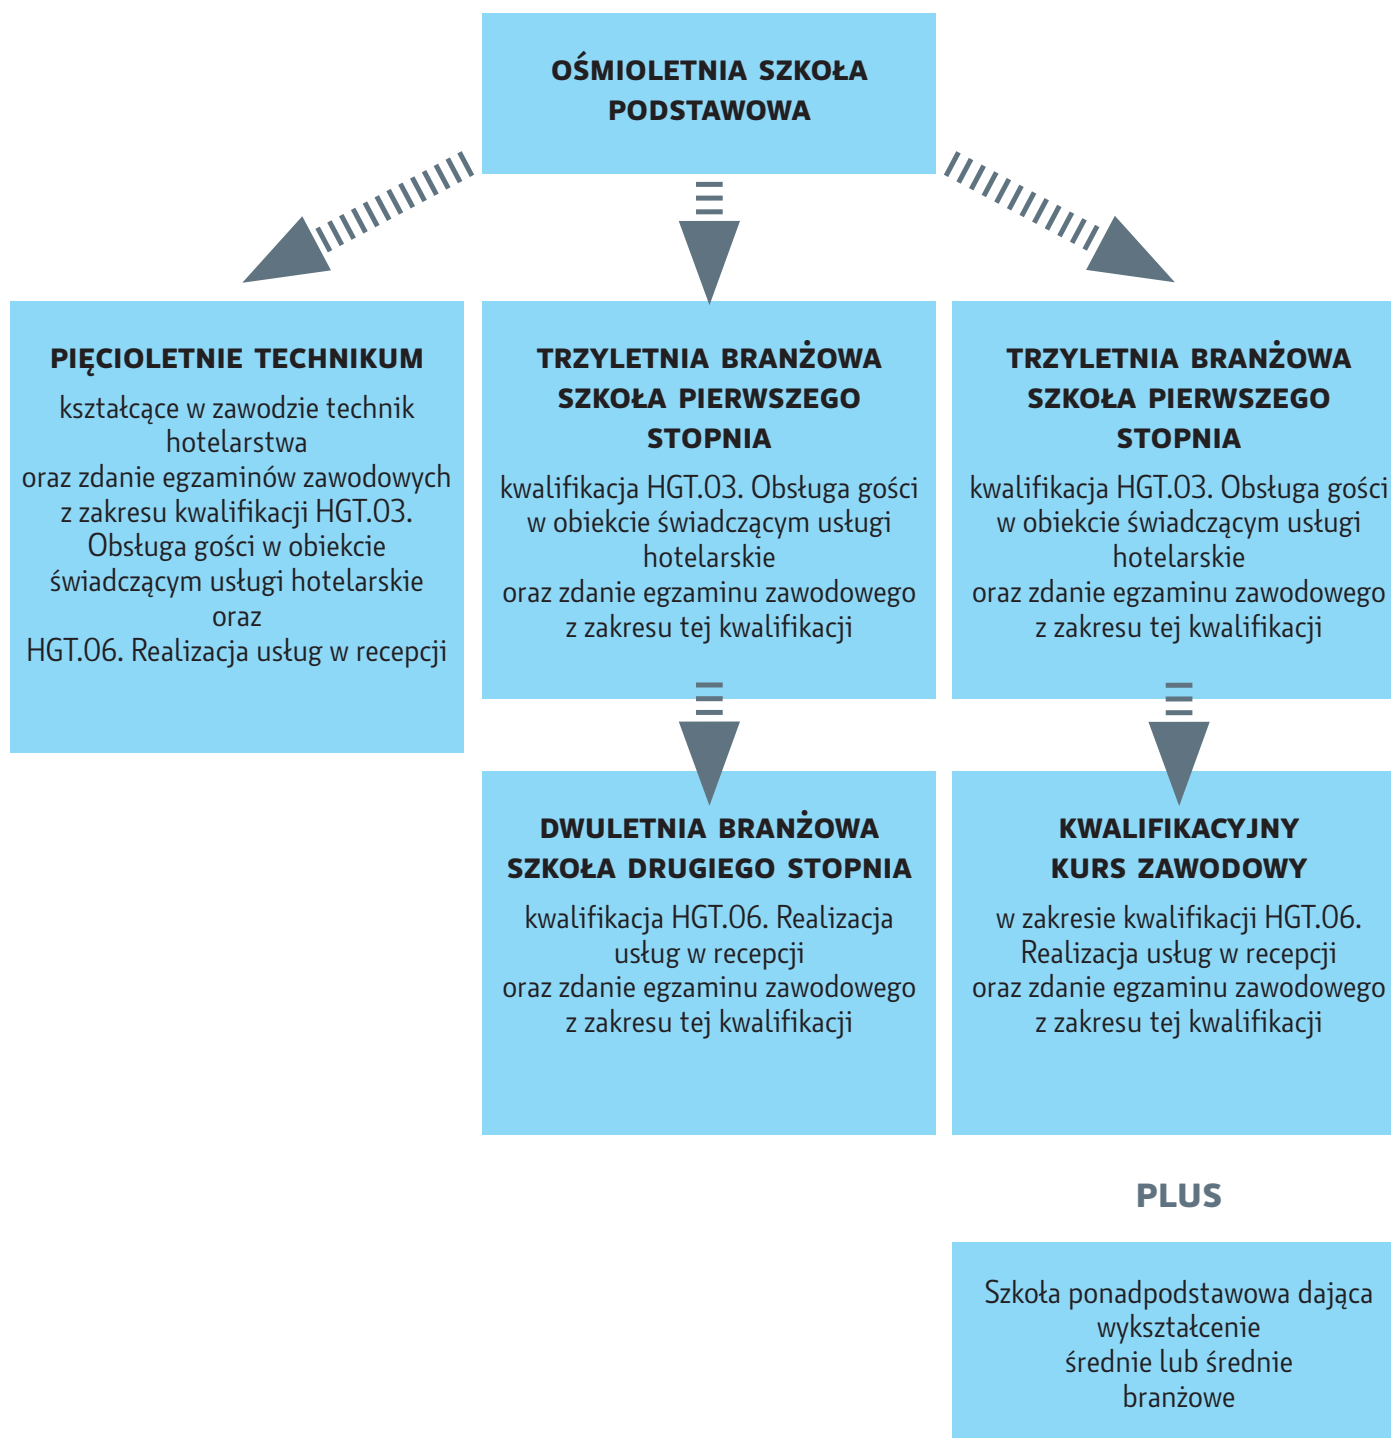 OŚMIOLETNIA SZKOŁA
PODSTAWOWA
PIĘCIOLETNIE TECHNIKUM
kształcące w zawodzie technik
hotelarstwa
oraz zdanie egzaminów zawodowych
z zakresu kwalifikacji HGT.03.
Obsługa gości w obiekcie
świadczącym usługi hotelarskie
oraz
HGT.06. Realizacja usług w recepcji
TRZYLETNIA BRANŻOWA
SZKOŁA PIERWSZEGO
STOPNIA
kwalifikacja HGT.03. Obsługa gości
w obiekcie świadczącym usługi
hotelarskie
oraz zdanie egzaminu zawodowego
z zakresu tej kwalifikacji
TRZYLETNIA BRANŻOWA
SZKOŁA PIERWSZEGO
STOPNIA
kwalifikacja HGT.03. Obsługa gości
w obiekcie świadczącym usługi
hotelarskie
oraz zdanie egzaminu zawodowego
z zakresu tej kwalifikacji
DWULETNIA BRANŻOWA
SZKOŁA DRUGIEGO STOPNIA
kwalifikacja HGT.06. Realizacja
usług w recepcji
oraz zdanie egzaminu zawodowego
z zakresu tej kwalifikacji
KWALIFIKACYJNY
KURS ZAWODOWY
w zakresie kwalifikacji HGT.06.
Realizacja usług w recepcji
oraz zdanie egzaminu zawodowego
z zakresu tej kwalifikacji
PLUS
Szkoła ponadpodstawowa dająca
wykształcenie
średnie lub średnie
branżowe